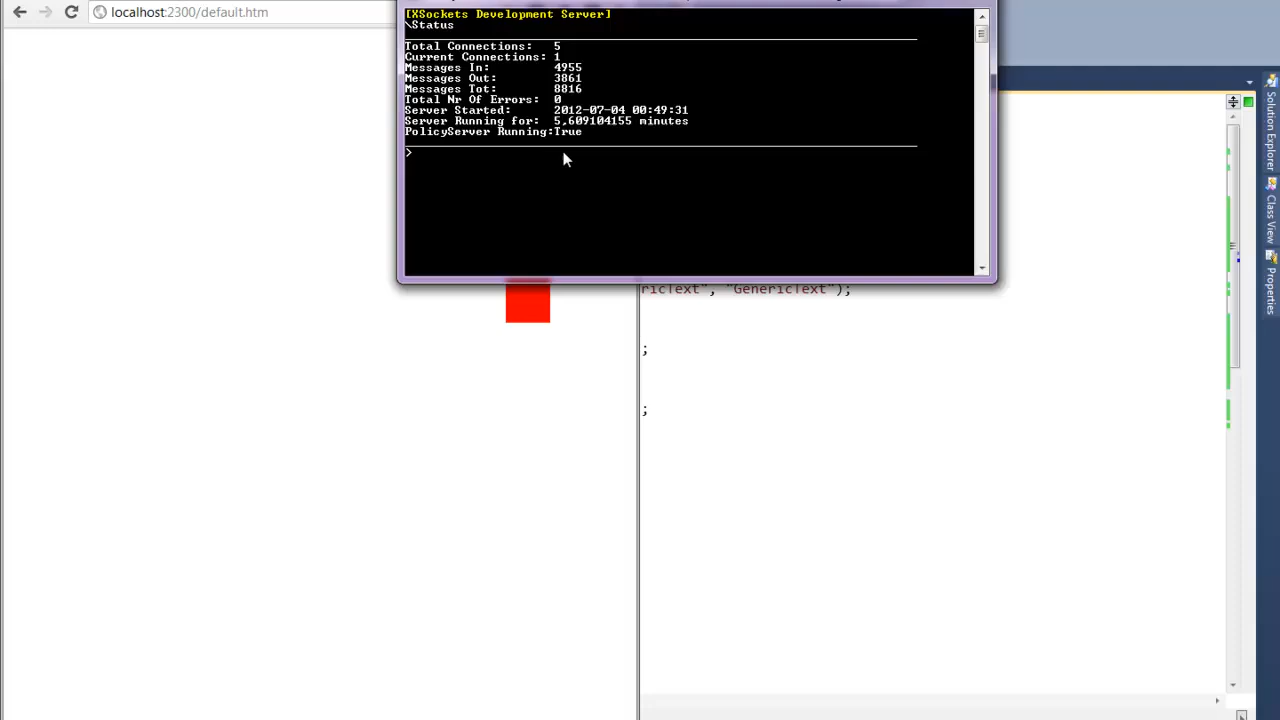 localhost:2300/default.htm
[XSockets Development Server]
\Status
Total Connections: 5
Current Connections: 1
Messages In: 4955
Messages Out: 3861
Messages Tot: 8816
Total Nr Of Errors: 0
Server Started: 2012-07-04 00:49:31
Server Running for: 5,609104155 minutes
PolicyServer Running:True
>
ricText", "GenericText");
;
;
Solution Explorer
Class View
Properties